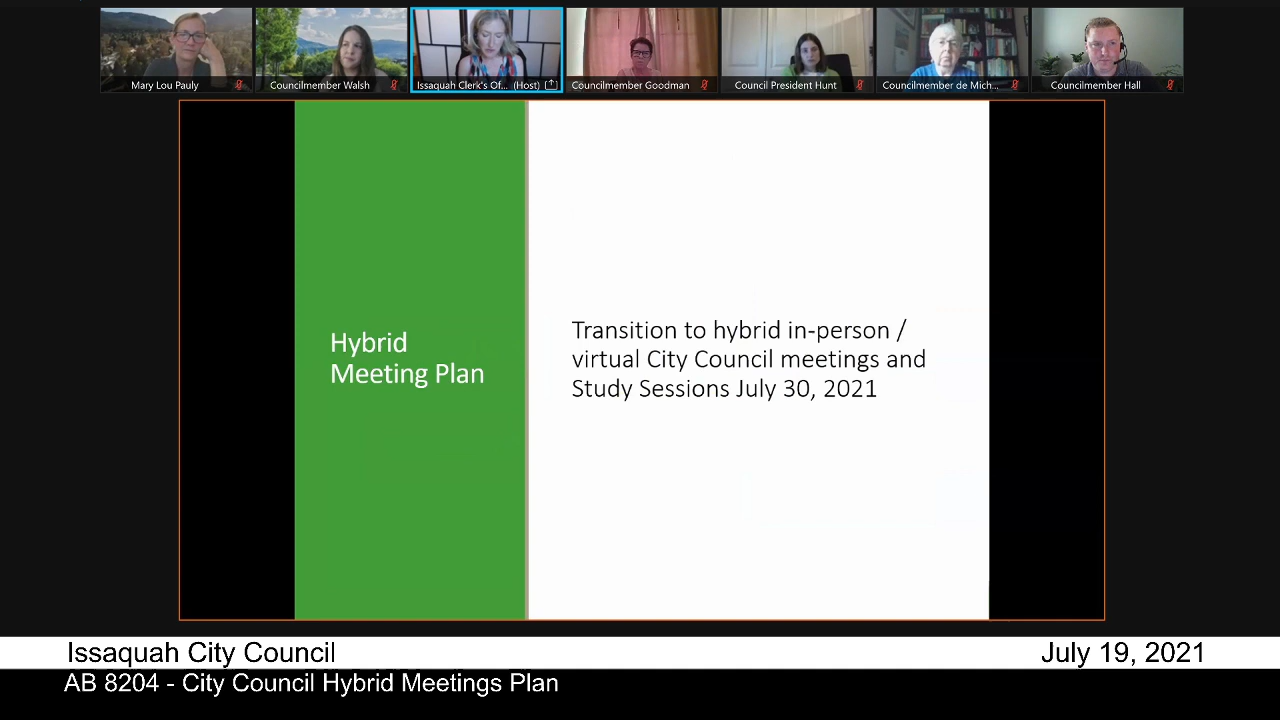 Mary Lou Pauly
Councilmember Walsh
Issaquah Clerk's Of... (Host)
Councilmember Goodman
Council President Hunt
Councilmember de Mich...
Councilmember Hall
Hybrid
Meeting Plan
Transition to hybrid in-person /
virtual City Council meetings and
Study Sessions July 30, 2021
Issaquah City Council
July 19, 2021
AB 8204 - City Council Hybrid Meetings Plan